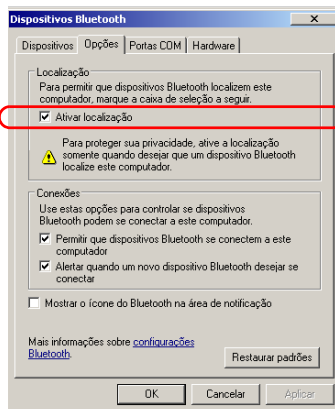 Dispositivos Bluetooth
Dispositivos Opções Portas COM Hardware
Localização
Para permitir que dispositivos Bluetooth localizem este
computador, marque a caixa de seleção a seguir.
Ativar localização
Para proteger sua privacidade, ative a localização
somente quando desejar que um dispositivo Bluetooth
localize este computador.
Conexões
Use estas opções para controlar se dispositivos
Bluetooth podem se conectar a este computador.
Permitir que dispositivos Bluetooth se conectem a este
computador
Alertar quando um novo dispositivo Bluetooth desejar se
conectar
Mostrar o ícone do Bluetooth na área de notificação
Mais informações sobre configurações
Bluetooth.
Restaurar padrões
OK Cancelar Aplicar